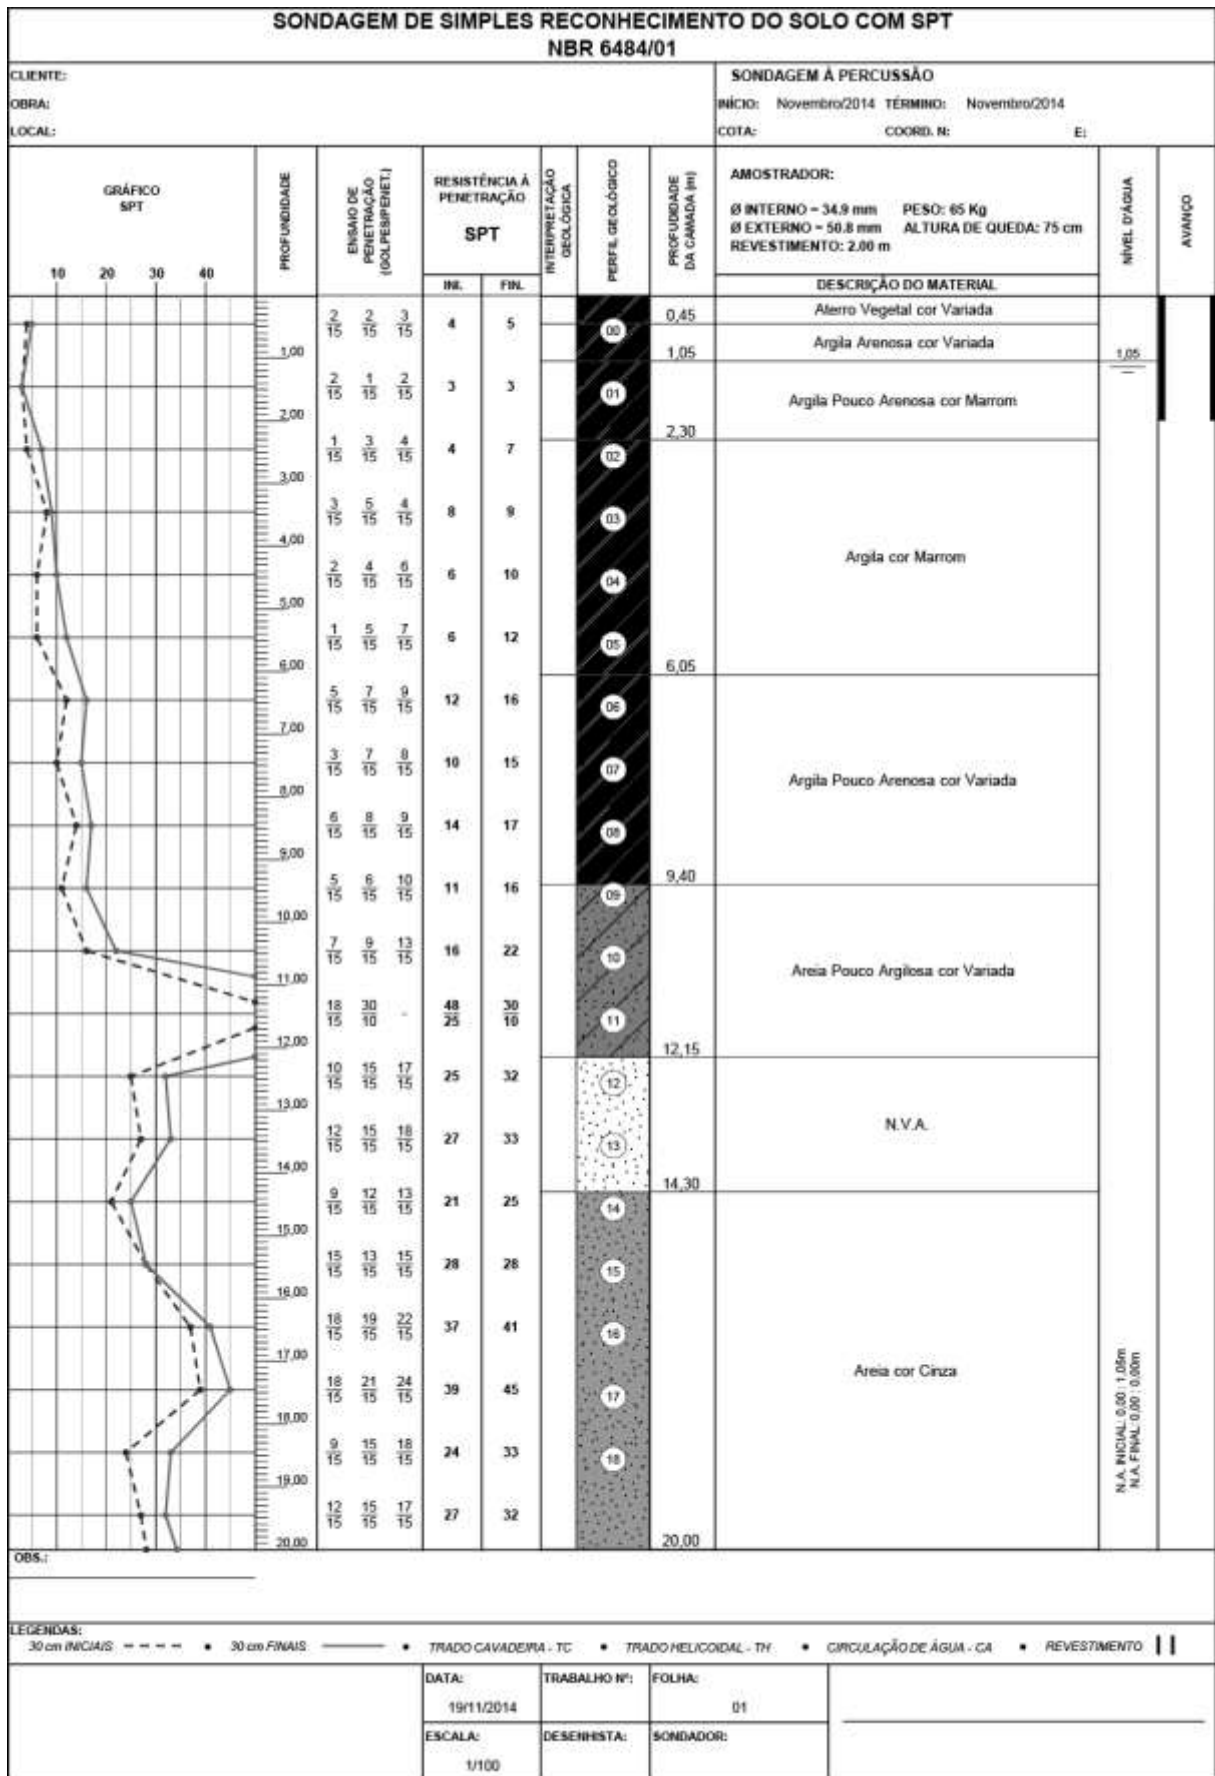 SONDAGEM DE SIMPLES RECONHECIMENTO DO SOLO COM SPT
NBR 6484/01
CLIENTE:
OBRA:
LOCAL:
SONDAGEM À PERCUSSÃO
INÍCIO: Novembro/2014 TÉRMINO: Novembro/2014
COTA: COORD. N: E:
GRÁFICO
SPT
10 20 30 40
PROFUNDIDADE
ENSAIO DE
PENETRAÇÃO
(GOLPES/PENET.)
RESISTÊNCIA À
PENETRAÇÃO
SPT
INI. FIN.
INTERPRETAÇÃO
GEOLÓGICA
PERFIL GEOLÓGICO
PROFUDIDADE
DA CAMADA (m)
AMOSTRADOR:
Ø INTERNO = 34.9 mm PESO: 65 Kg
Ø EXTERNO = 50.8 mm ALTURA DE QUEDA: 75 cm
REVESTIMENTO: 2.00 m
DESCRIÇÃO DO MATERIAL
NÍVEL D'ÁGUA
AVANÇO
2/15 2/15 3/15 4 5 00 0,45 Aterro Vegetal cor Variada
1,00 1,05 Argila Arenosa cor Variada 1,05
2/15 1/15 2/15 3 3 01 Argila Pouco Arenosa cor Marrom
2,00 2,30
1/15 3/15 4/15 4 7 02
3,00
3/15 5/15 4/15 8 9 03
4,00 Argila cor Marrom
2/15 4/15 6/15 6 10 04
5,00
1/15 5/15 7/15 6 12 05
6,00 6,05
5/15 7/15 9/15 12 16 06
7,00
3/15 7/15 8/15 10 15 07 Argila Pouco Arenosa cor Variada
8,00
6/15 8/15 9/15 14 17 08
9,00 9,40
5/15 6/15 10/15 11 16 09
10,00
7/15 9/15 13/15 16 22 10 Areia Pouco Argilosa cor Variada
11,00
18/15 30/10 - 48/25 30/10 11
12,00 12,15
10/15 15/15 17/15 25 32 12
13,00 N.V.A.
12/15 15/15 18/15 27 33 13
14,00 14,30
9/15 12/15 13/15 21 25 14
15,00
15/15 13/15 15/15 28 28 15
16,00
18/15 19/15 22/15 37 41 16
17,00 Areia cor Cinza
18/15 21/15 24/15 39 45 17
18,00
9/15 15/15 18/15 24 33 18
19,00
12/15 15/15 17/15 27 32
20,00 20,00
N.A. INICIAL: 0,00 : 1,05m
N.A. FINAL: 0,00 : 0,00m
OBS.:
LEGENDAS:
30 cm INICIAIS 30 cm FINAIS TRADO CAVADEIRA - TC TRADO HELICOIDAL - TH CIRCULAÇÃO DE ÁGUA - CA REVESTIMENTO
DATA: TRABALHO Nº: FOLHA:
19/11/2014 01
ESCALA: DESENHISTA: SONDADOR:
1/100